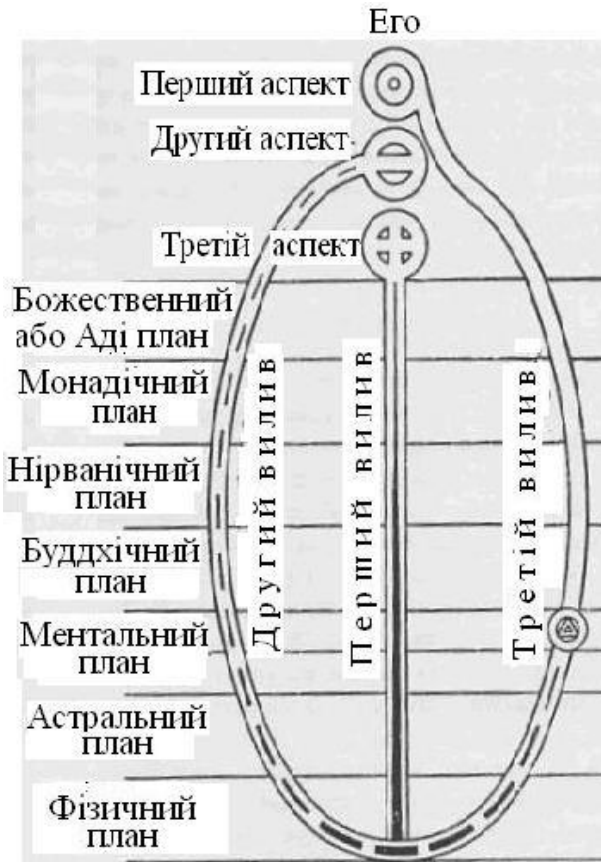 Его
Перший аспект
Другий аспект
Третій аспект
Божественний
або Аді план
Монадічний
план
Нірванічний
план
Буддхічний
план
Ментальний
план
Астральний
план
Фізичний
план
Другий вилив
Перший вилив
Третій вилив